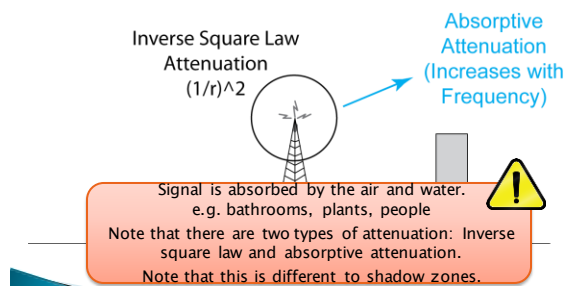 Inverse Square Law
Attenuation
(1/r)^2
Absorptive
Attenuation
(Increases with
Frequency)
Signal is absorbed by the air and water.
e.g. bathrooms, plants, people
Note that there are two types of attenuation: Inverse
square law and absorptive attenuation.
Note that this is different to shadow zones.